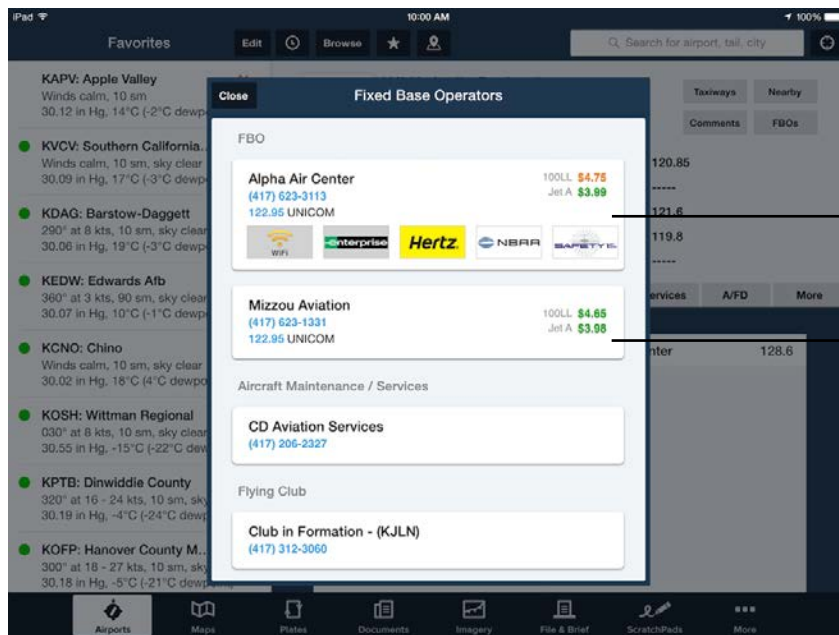 iPad
10:00 AM
100%
Favorites
Edit
Browse
Search for airport, tail, city
KAPV: Apple Valley
Winds calm, 10 sm
30.12 in Hg, 14°C (-2°C dewp
KVCV: Southern California..
Winds calm, 10 sm, sky clear
30.09 in Hg, 17°C (-3°C dewp
KDAG: Barstow-Daggett
290° at 8 kts, 10 sm, sky clear
30.06 in Hg, 19°C (-3°C dewp
KEDW: Edwards Afb
360° at 3 kts, 90 sm, sky clear
30.07 in Hg, 10°C (-1°C dewp
KCNO: Chino
Winds calm, 10 sm, sky clear
30.02 in Hg, 18°C (4°C dewpo
KOSH: Wittman Regional
030° at 8 kts, 10 sm, sky clear
30.55 in Hg, -15°C (-22°C dew
KPTB: Dinwiddie County
320° at 16 - 24 kts, 10 sm, sky
30.19 in Hg, -4°C (-24°C dewp
KOFP: Hanover County M..
300° at 18 - 27 kts, 10 sm, sky
30.18 in Hg, -5°C (-21°C dewpoint,
Close
Fixed Base Operators
FBO
Alpha Air Center
100LL $4.75
(417) 623-3113
Jet A $3.99
122.95 UNICOM
WiFi
enterprise
Hertz
NBAA
Mizzou Aviation
100LL $4.65
(417) 623-1331
Jet A $3.98
122.95 UNICOM
Aircraft Maintenance / Services
CD Aviation Services
(417) 206-2327
Flying Club
Club in Formation - (KJLN)
(417) 312-3060
Taxiways
Nearby
Comments
FBOs
120.85
-----
121.6
119.8
-----
ervices
A/FD
More
nter
128.6
Airports
Maps
Plates
Documents
Imagery
File & Brief
ScratchPads
More